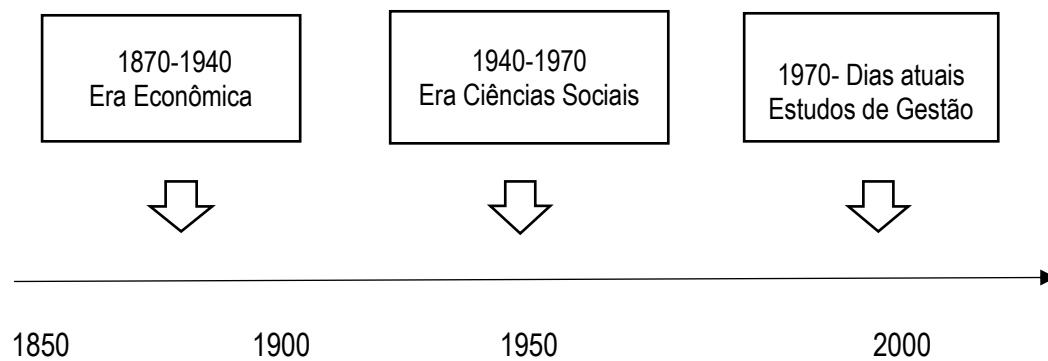 1870-1940
Era Econômica
1940-1970
Era Ciências Sociais
1970- Dias atuais
Estudos de Gestão
1850
1900
1950
2000